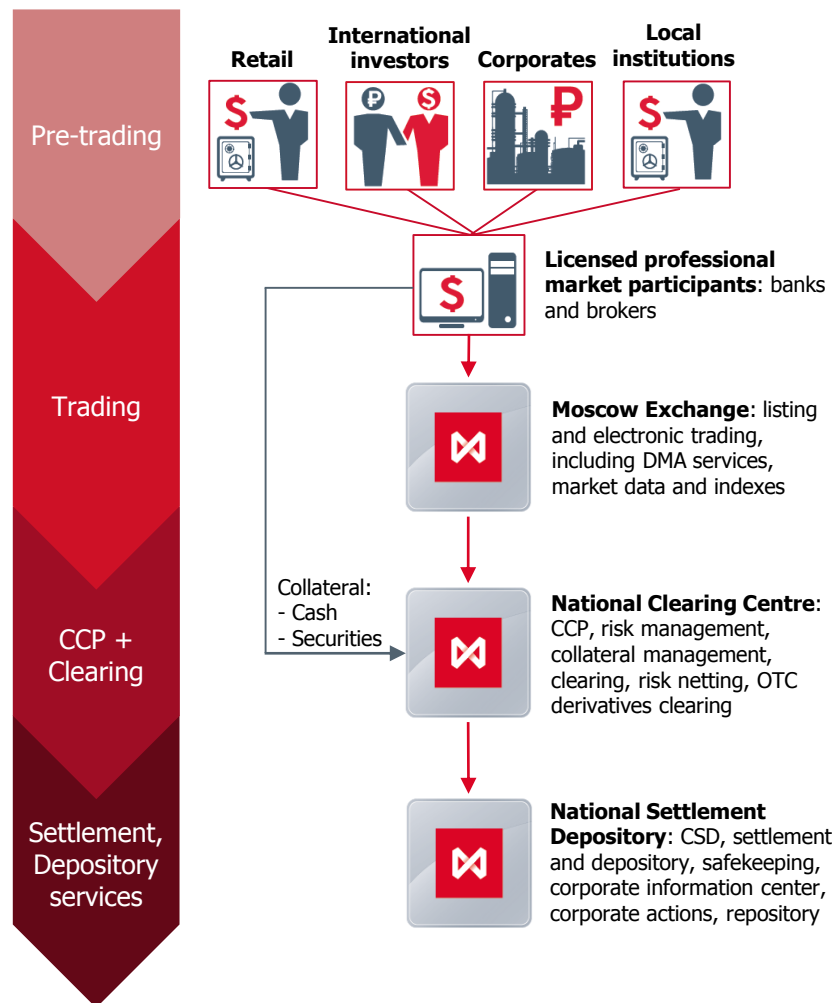 Pre-trading
Retail
International
investors
Corporates
Local
institutions
$
₽
$
₽
$
$
Licensed professional
market participants: banks
and brokers
Trading
Moscow Exchange: listing
and electronic trading,
including DMA services,
market data and indexes
Collateral:
- Cash
- Securities
CCP +
Clearing
National Clearing Centre:
CCP, risk management,
collateral management,
clearing, risk netting, OTC
derivatives clearing
Settlement,
Depository
services
National Settlement
Depository: CSD, settlement
and depository, safekeeping,
corporate information center,
corporate actions, repository